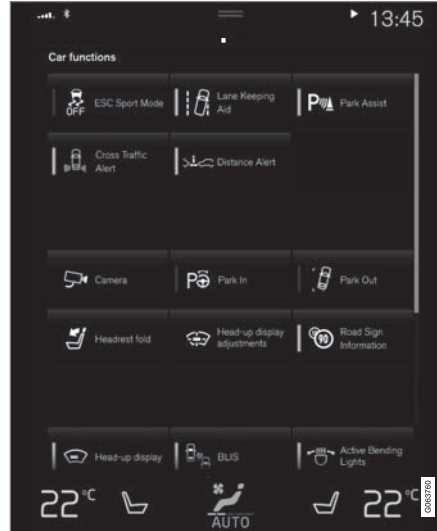 13:45
Car functions
OFF
ESC Sport Mode
Lane Keeping
Aid
P
Park Assist
Cross Traffic
Alert
Distance Alert
Camera
P
Park In
Park Out
Headrest fold
Head-up display
adjustments
90
Road Sign
Information
Head-up display
BLIS
Active Bending
Lights
22°C
AUTO
22°C
G063760